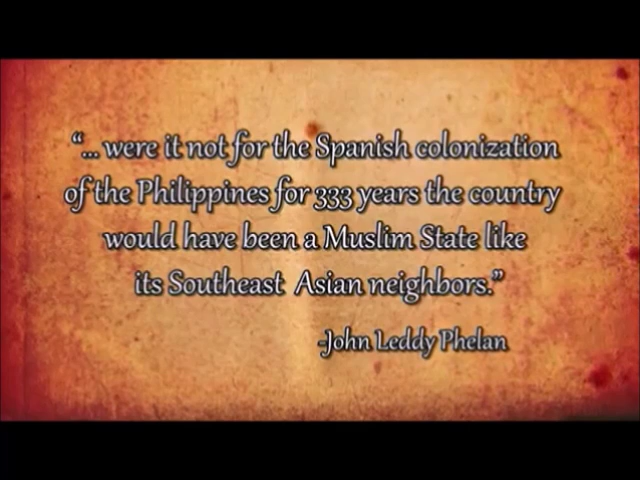 “... were it not for the Spanish colonization
of the Philippines for 333 years the country
would have been a Muslim State like
its Southeast Asian neighbors.”
-John Leddy Phelan